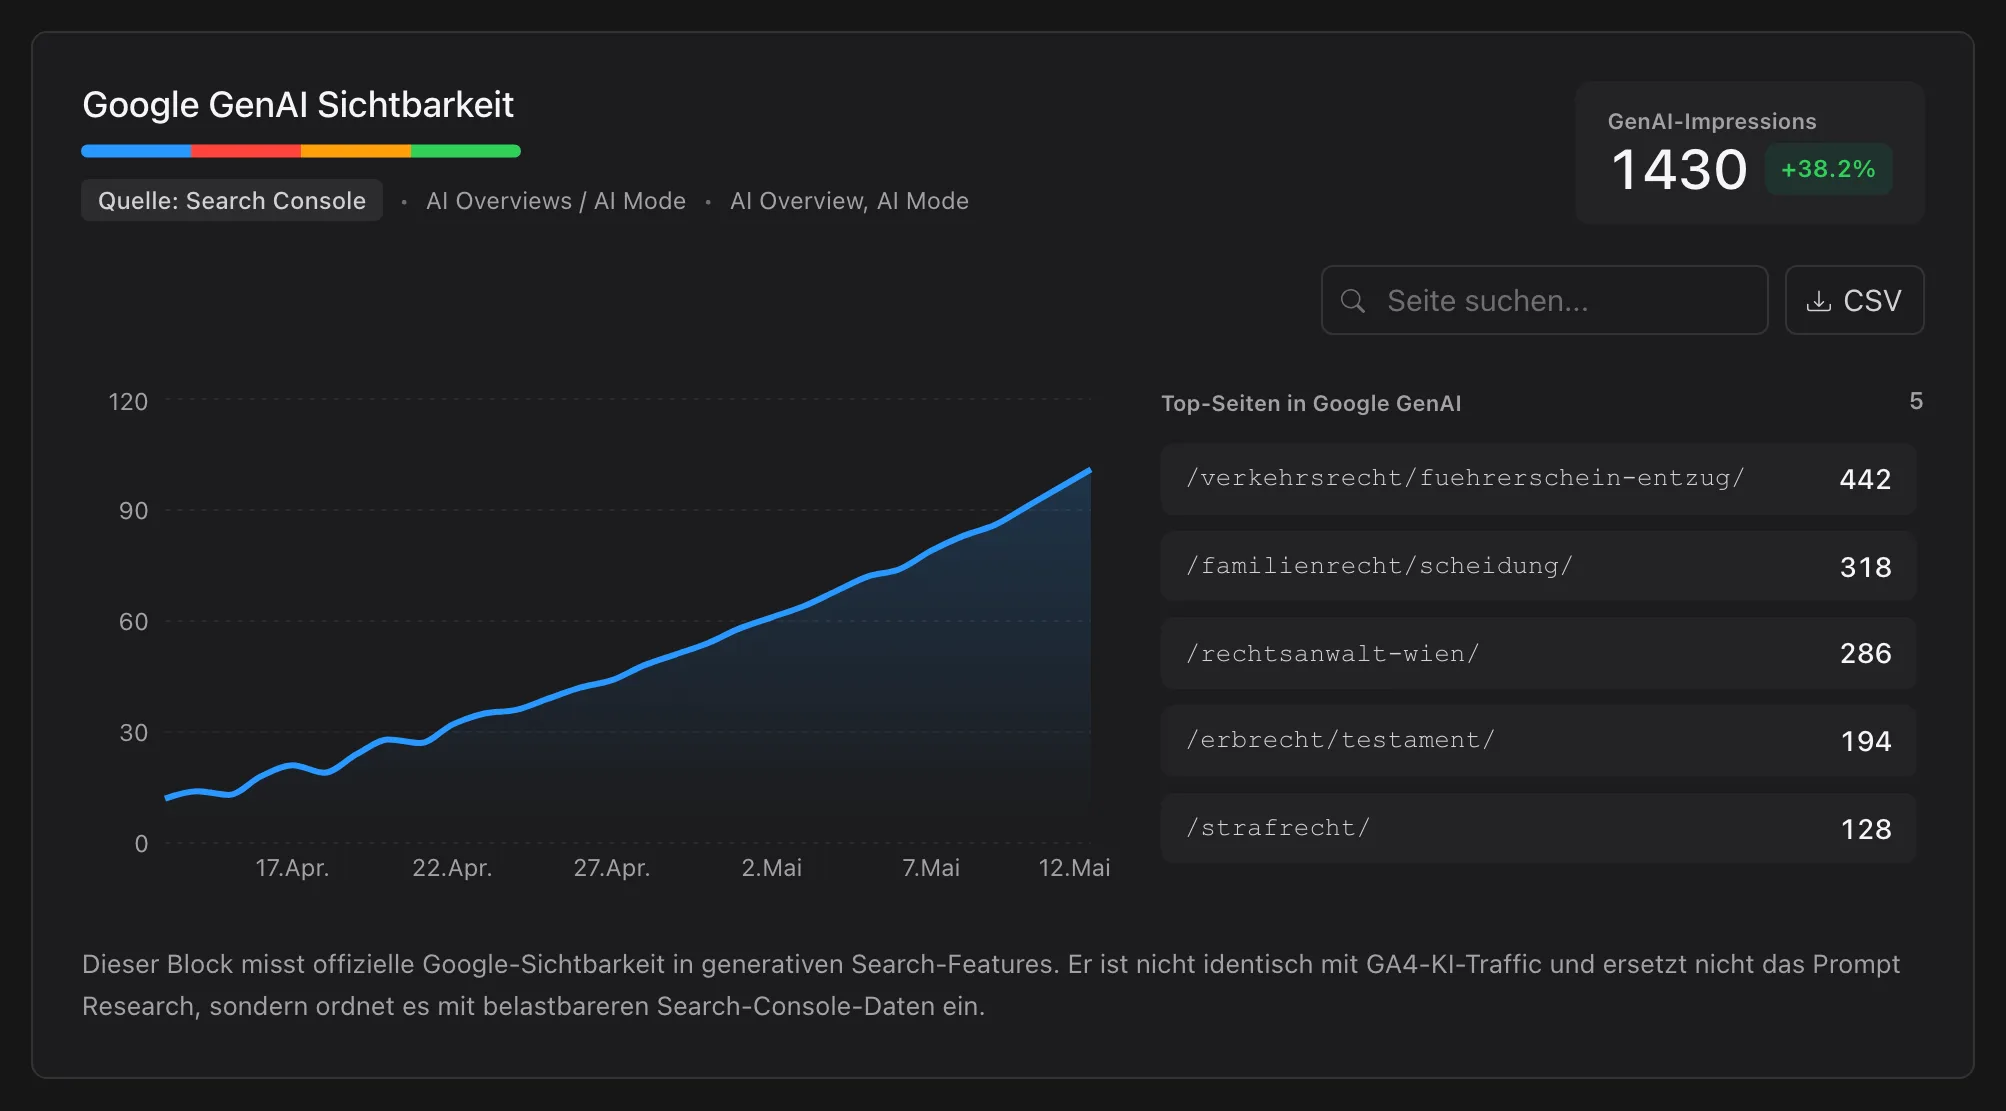 Google GenAI Sichtbarkeit
Quelle: Search Console • AI Overviews / AI Mode • AI Overview, AI Mode
GenAI-Impressions
1430 +38.2%
Seite suchen...
CSV
120
90
60
30
0
17.Apr. 22.Apr. 27.Apr. 2.Mai 7.Mai 12.Mai
Top-Seiten in Google GenAI 5
/verkehrsrecht/fuehrerschein-entzug/ 442
/familienrecht/scheidung/ 318
/rechtsanwalt-wien/ 286
/erbrecht/testament/ 194
/strafrecht/ 128
Dieser Block misst offizielle Google-Sichtbarkeit in generativen Search-Features. Er ist nicht identisch mit GA4-KI-Traffic und ersetzt nicht das Prompt
Research, sondern ordnet es mit belastbareren Search-Console-Daten ein.